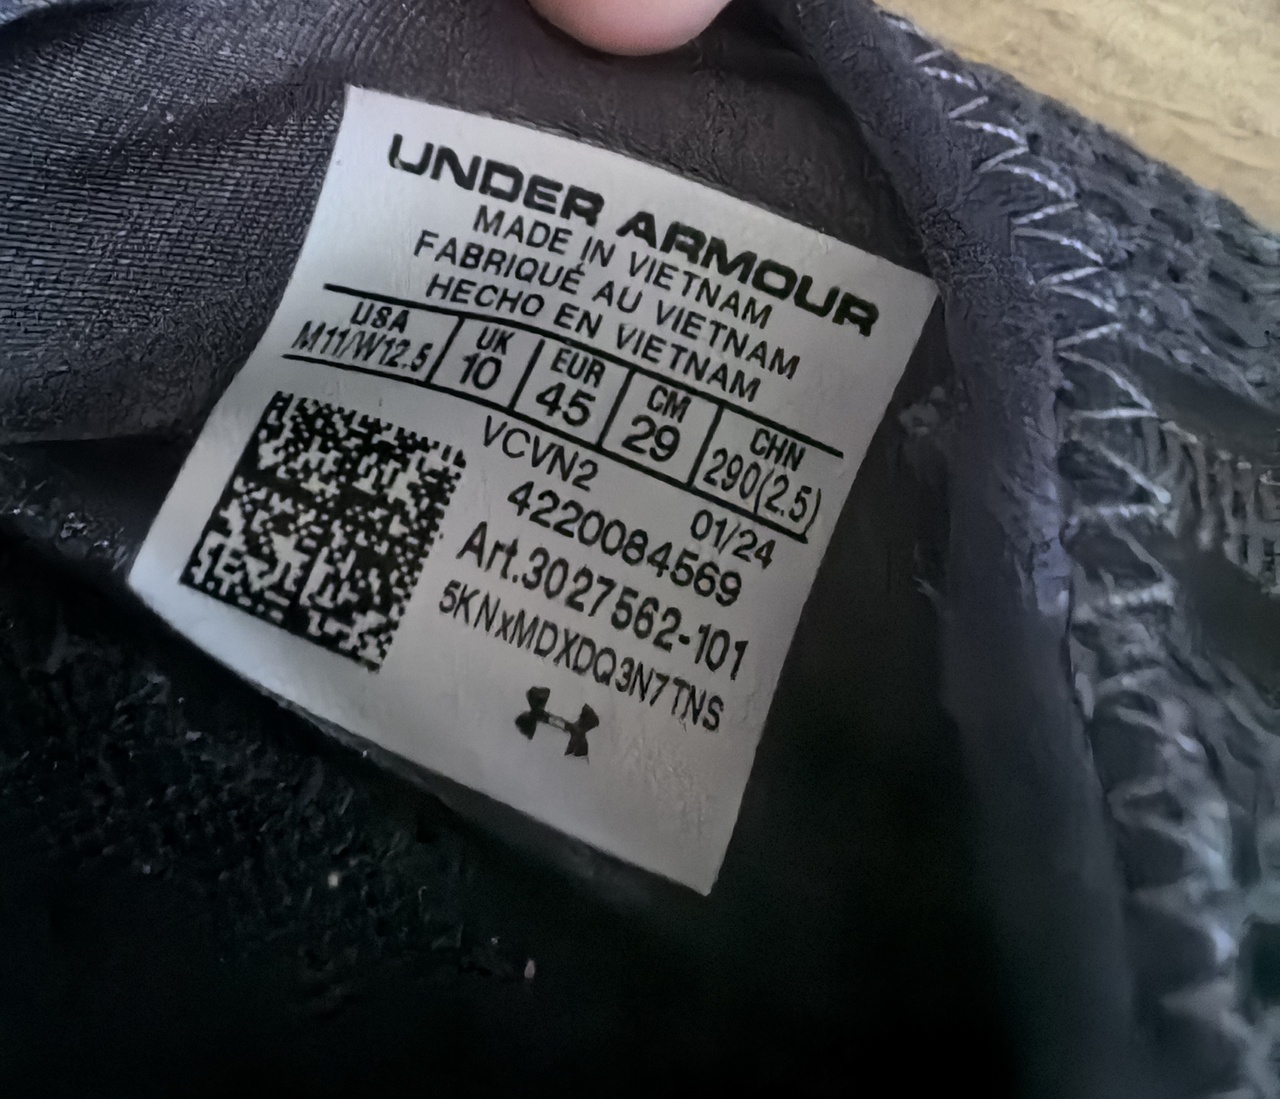 UNDER ARMOUR
MADE IN VIETNAM
FABRIQUÉ AU VIETNAM
HECHO EN VIETNAM
USA UK EUR CM CHN
M11/W12.5 10 45 29 290(2.5)
VCVN2 01/24
4220084569
Art.3027562-101
5KNxMDXDQ3N7TNS